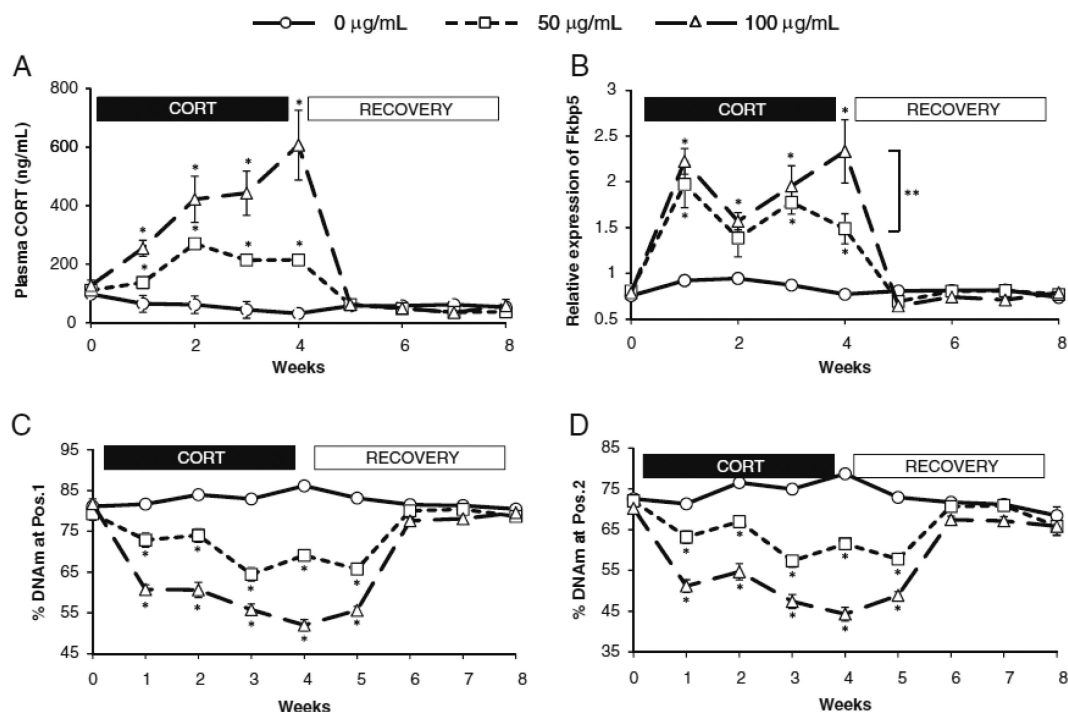 0 μg/mL 50 μg/mL 100 μg/mL
A
800
600
400
200
0
Plasma CORT (ng/mL)
CORT RECOVERY
* * * *
* * * *
0 2 4 6 8
Weeks
B
3
2.5
2
1.5
1
0.5
Relative expression of Fkbp5
CORT RECOVERY
* * * *
* * *
**
0 2 4 6 8
Weeks
C
95
85
75
65
55
45
% DNAm at Pos.1
CORT RECOVERY
* * * * *
* * * * *
0 1 2 3 4 5 6 7 8
Weeks
D
85
75
65
55
45
35
% DNAm at Pos.2
CORT RECOVERY
* * * * *
* * * * *
0 1 2 3 4 5 6 7 8
Weeks